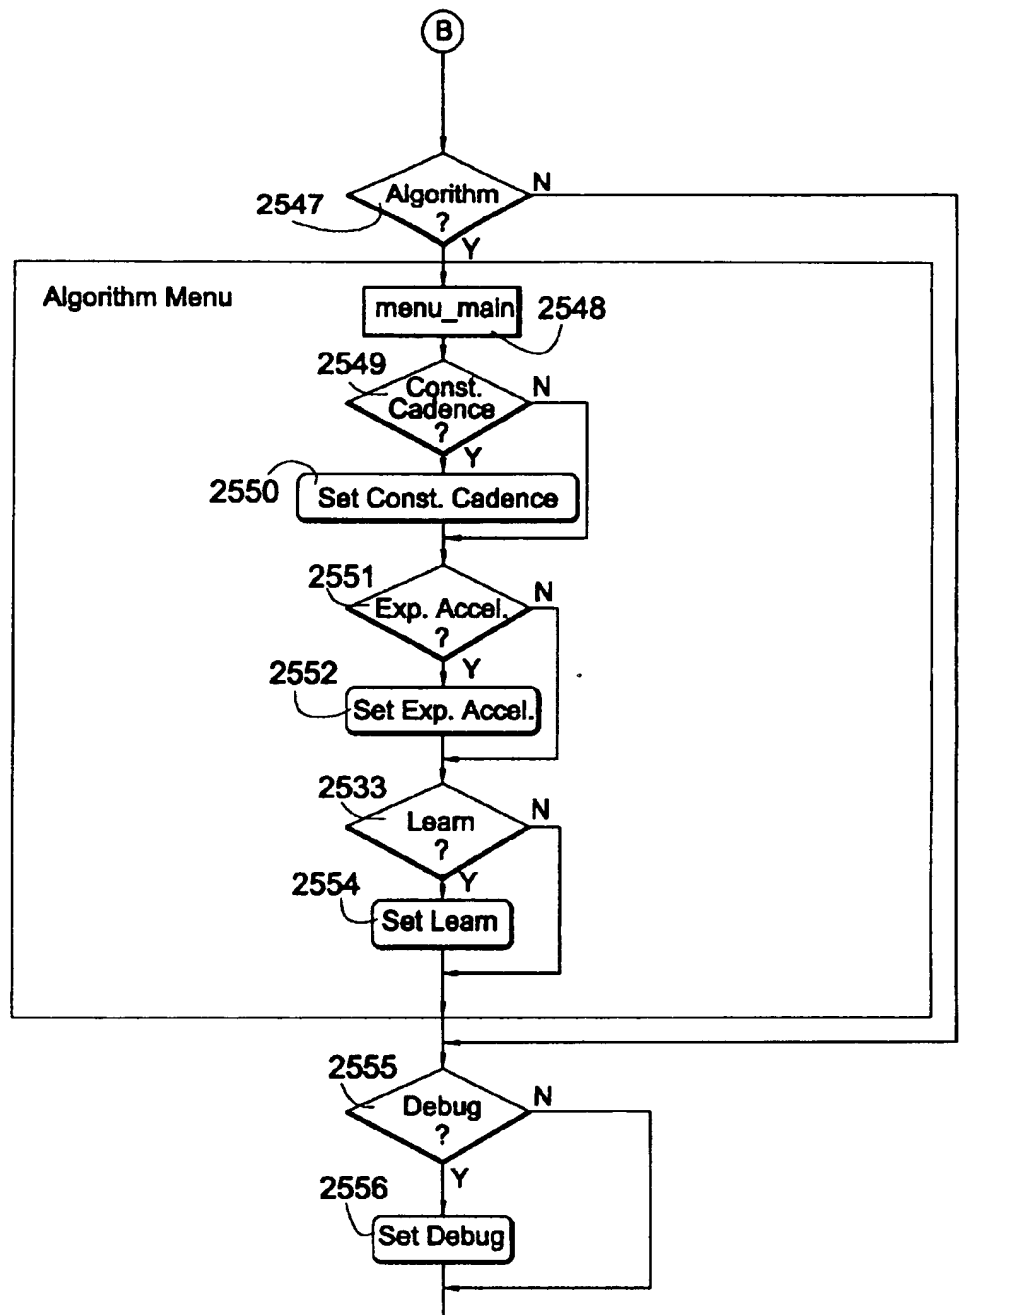 B
Algorithm
?
N
2547
Y
Algorithm Menu
menu_main
2548
2549
Const.
Cadence
?
N
Y
2550
Set Const. Cadence
2551
Exp. Accel.
?
N
Y
2552
Set Exp. Accel.
2533
Learn
?
N
Y
2554
Set Learn
2555
Debug
?
N
Y
2556
Set Debug